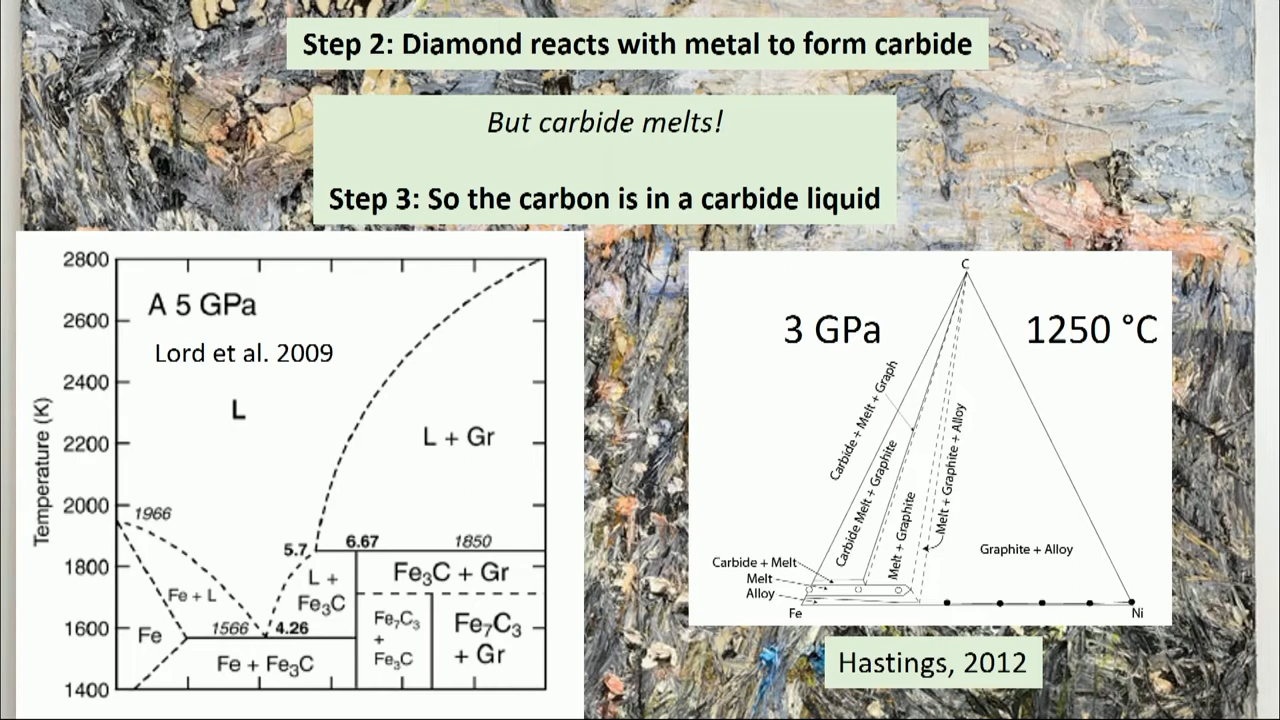 Step 2: Diamond reacts with metal to form carbide
But carbide melts!
Step 3: So the carbon is in a carbide liquid
2800
2600
2400
2200
2000
1800
1600
1400
Temperature (K)
A 5 GPa
Lord et al. 2009
L
L + Gr
1966
5.7
6.67
1850
L +
Fe₃C
Fe₃C + Gr
Fe + L
1566
4.26
Fe
Fe + Fe₃C
Fe₇C₃
+
Fe₃C
Fe₇C₃
+ Gr
C
3 GPa
1250 °C
Carbide + Melt + Graph
Carbide Melt + Graphite
Melt + Graphite
Melt + Graphite + Alloy
Graphite + Alloy
Carbide + Melt
Melt
Alloy
Fe
Ni
Hastings, 2012